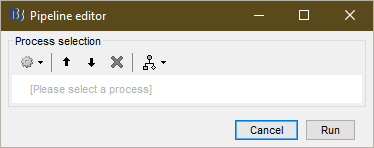 Pipeline editor
Process selection
[Please select a process]
Cancel Run